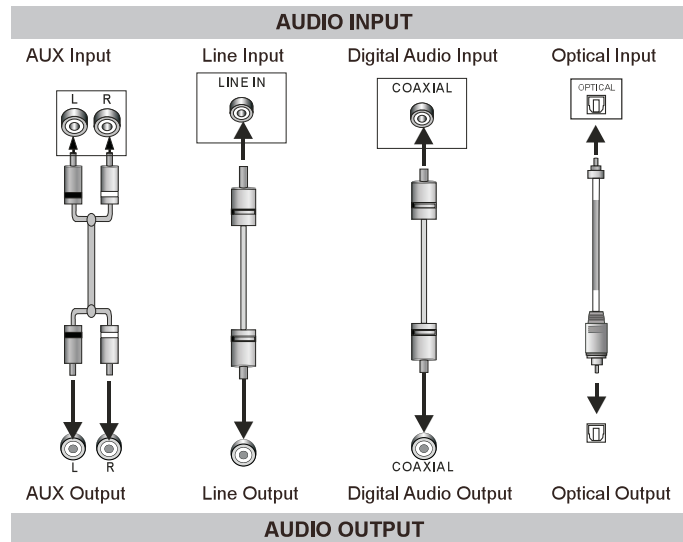 AUDIO INPUT
AUX Input
Line Input
Digital Audio Input
Optical Input
L R
LINE IN
COAXIAL
OPTICAL
L R
COAXIAL
AUX Output
Line Output
Digital Audio Output
Optical Output
AUDIO OUTPUT